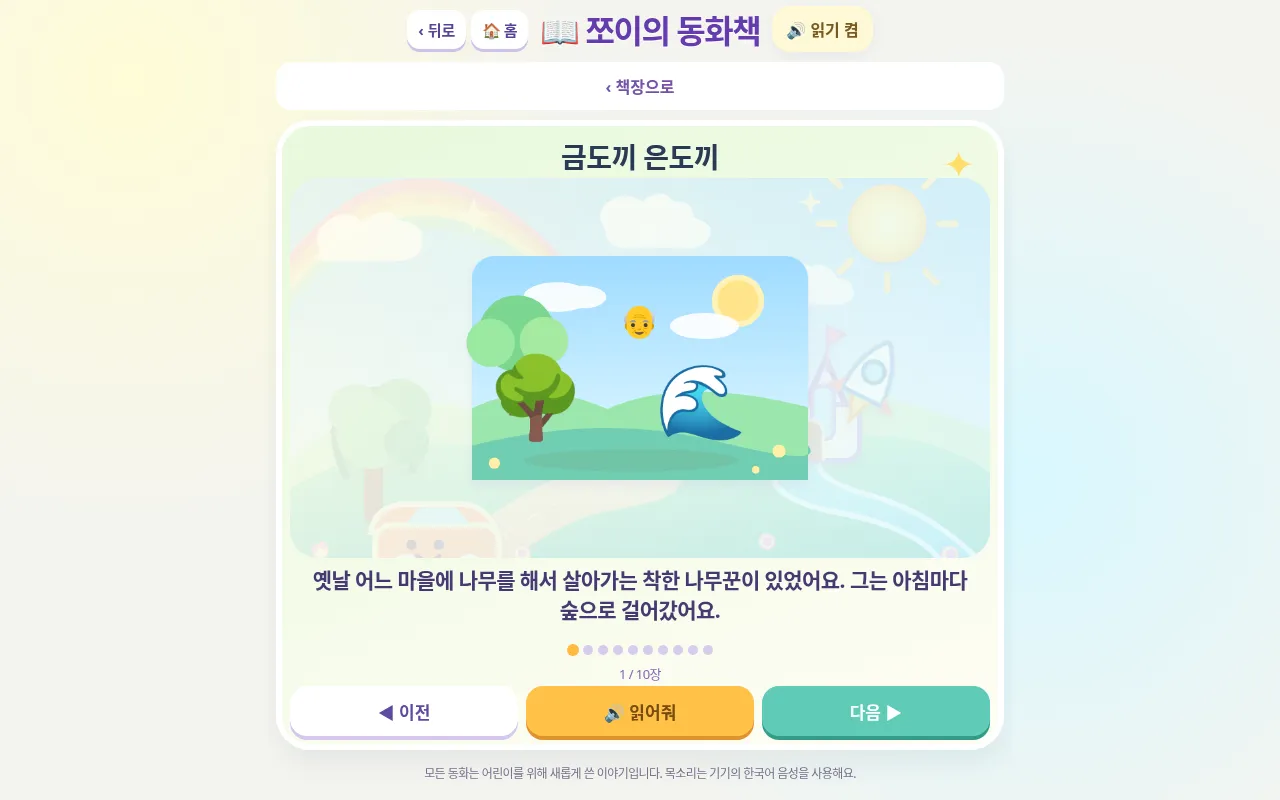 ‹ 뒤로
🏠 홈
📖 쪼이의 동화책
🔊 읽기 켬
‹ 책장으로
금도끼 은도끼
옛날 어느 마을에 나무를 해서 살아가는 착한 나무꾼이 있었어요. 그는 아침마다
숲으로 걸어갔어요.
1 / 10장
◀ 이전
🔊 읽어줘
다음 ▶
모든 동화는 어린이를 위해 새롭게 쓴 이야기입니다. 목소리는 기기의 한국어 음성을 사용해요.